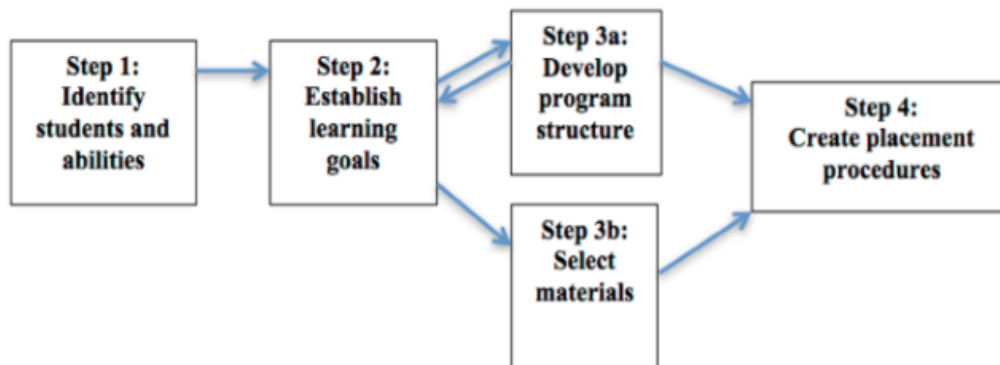 Step 1:
Identify
students and
abilities
Step 2:
Establish
learning
goals
Step 3a:
Develop
program
structure
Step 3b:
Select
materials
Step 4:
Create placement
procedures